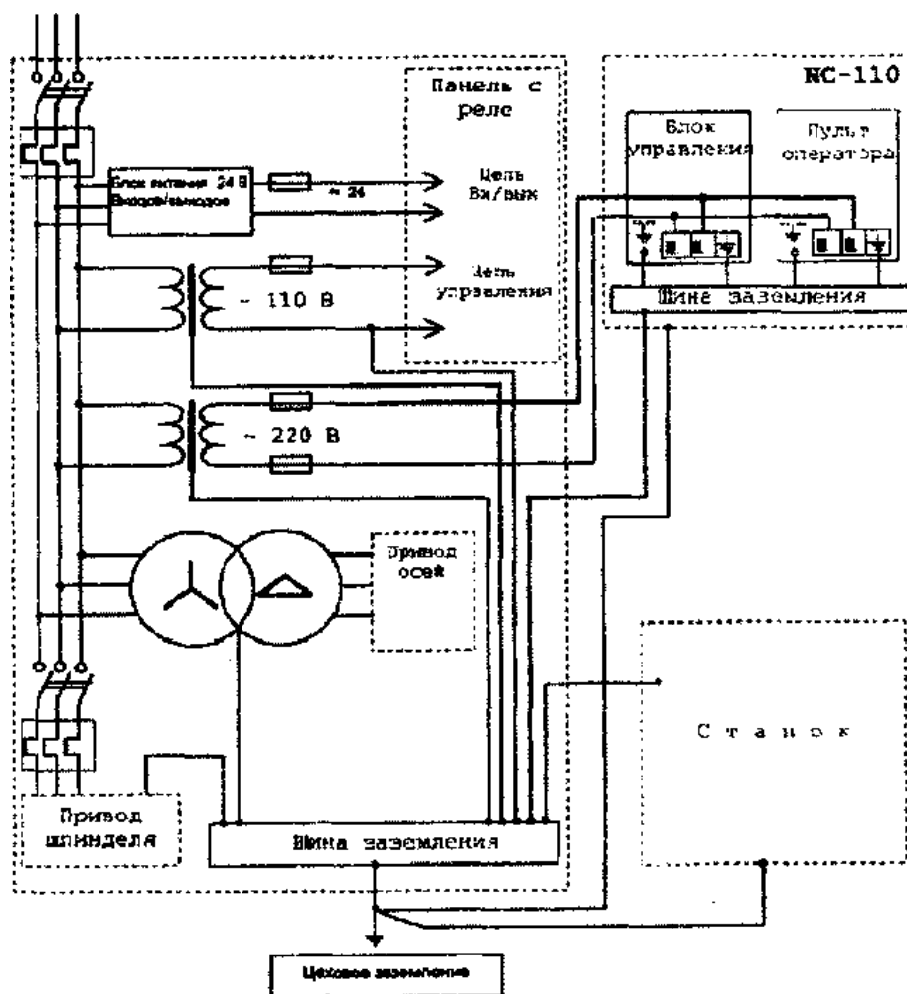 NC-110
Панель с
реле
Блок
управления
Пульт
оператора
Блок питания 24 В
Входов/выходов
≈ 24
Цепь
Вх/вых
Цепь
управления
~ 110 В
Шина заземления
~ 220 В
Привод
осей
Станок
Привод
шпинделя
Шина заземления
Цеховое заземление